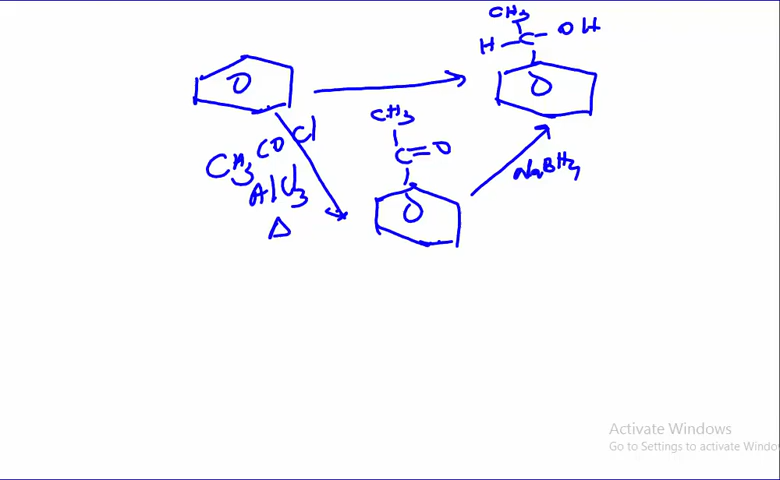 CH3
H - C - OH
CH3
C = O
CH3COCl
AlCl3
Δ
NaBH4
Activate Windows
Go to Settings to activate Windo